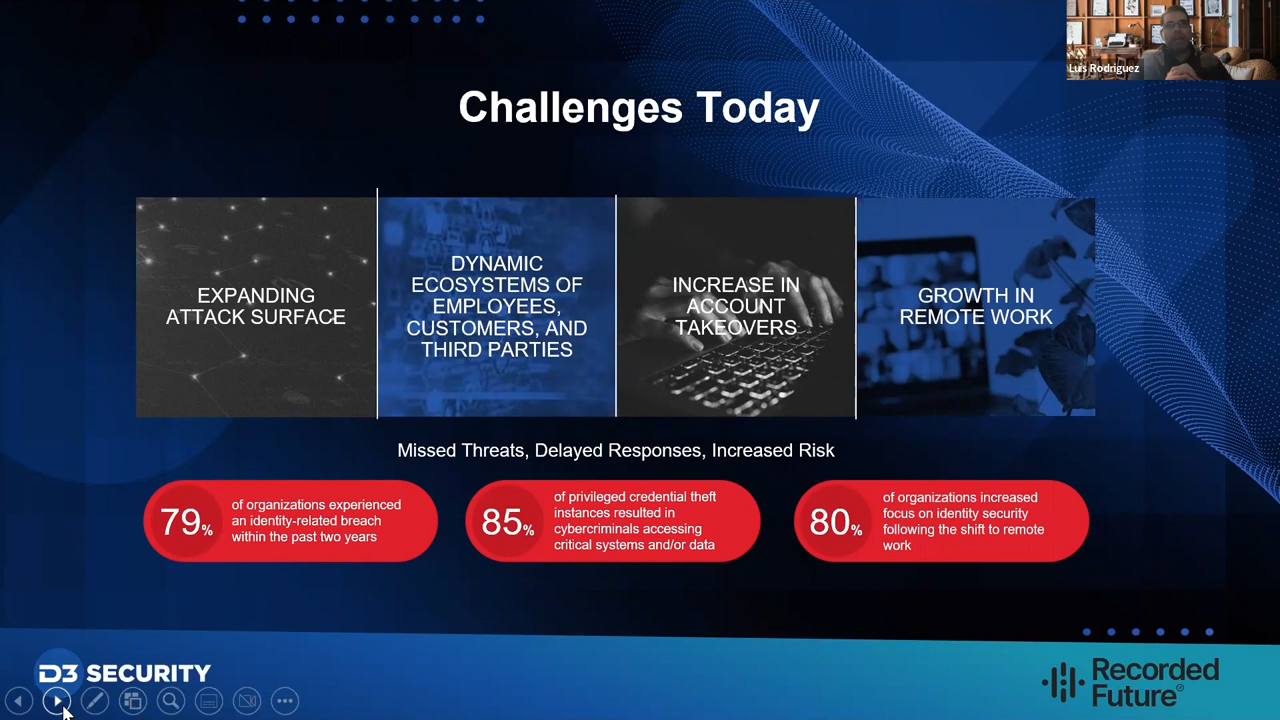 Luis Rodriguez
Challenges Today
EXPANDING
ATTACK SURFACE
DYNAMIC
ECOSYSTEMS OF
EMPLOYEES,
CUSTOMERS, AND
THIRD PARTIES
INCREASE IN
ACCOUNT
TAKEOVERS
GROWTH IN
REMOTE WORK
Missed Threats, Delayed Responses, Increased Risk
79%
of organizations experienced
an identity-related breach
within the past two years
85%
of privileged credential theft
instances resulted in
cybercriminals accessing
critical systems and/or data
80%
of organizations increased
focus on identity security
following the shift to remote
work
D3 SECURITY
Recorded
Future®